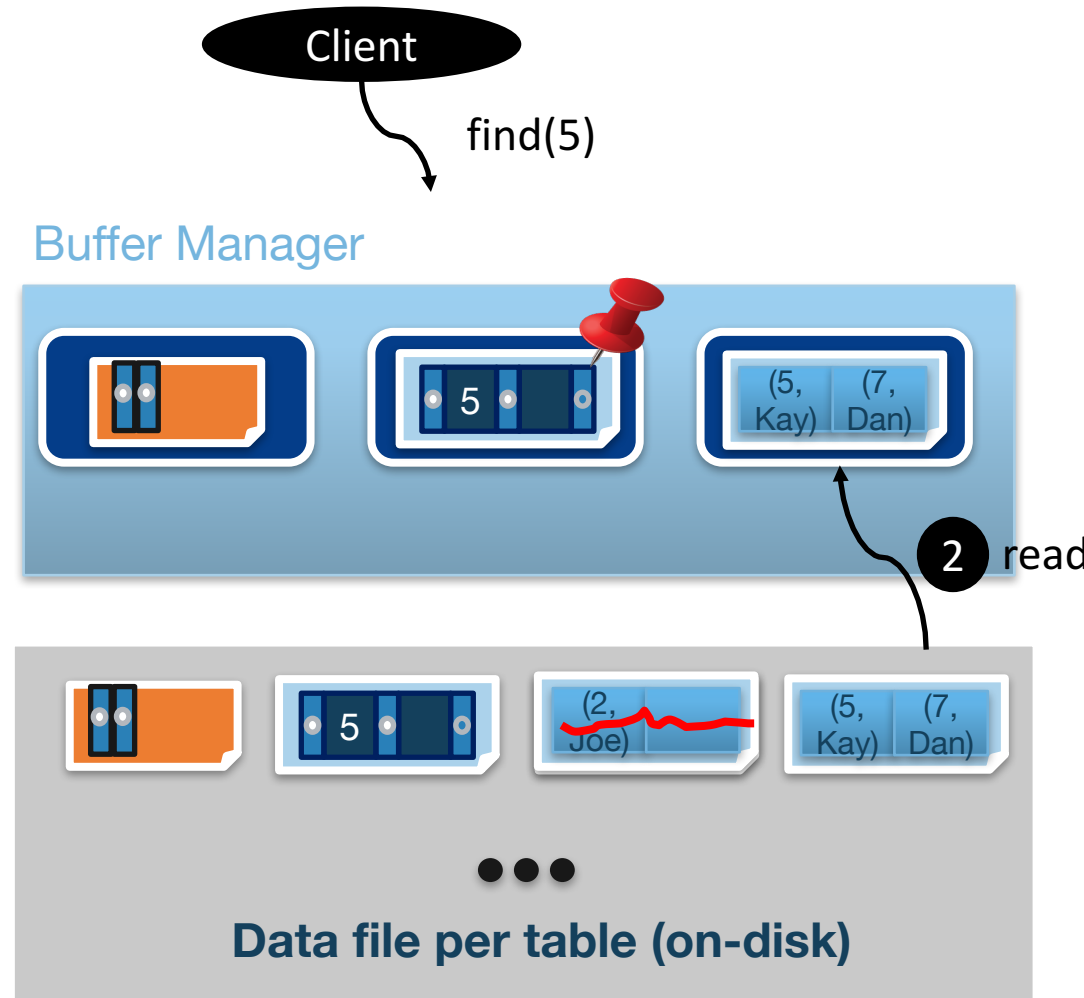 Client
find(5)
Buffer Manager
5
(5,
Kay)
(7,
Dan)
2
read
5
(2,
Joe)
(5,
Kay)
(7,
Dan)
Data file per table (on-disk)